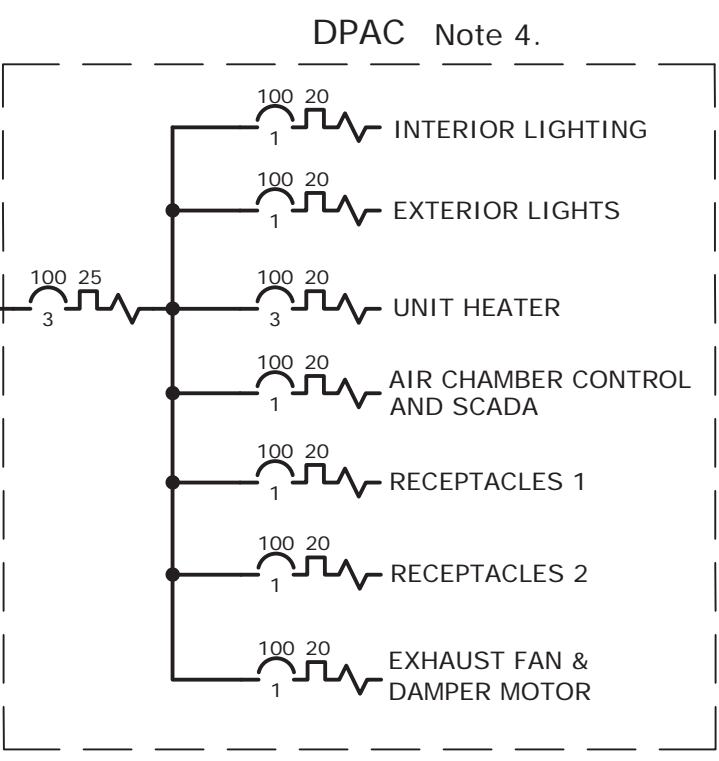 DPAC Note 4.
100 20
1
INTERIOR LIGHTING
100 20
1
EXTERIOR LIGHTS
100 25
3
100 20
3
UNIT HEATER
100 20
1
AIR CHAMBER CONTROL
AND SCADA
100 20
1
RECEPTACLES 1
100 20
1
RECEPTACLES 2
100 20
1
EXHAUST FAN &
DAMPER MOTOR